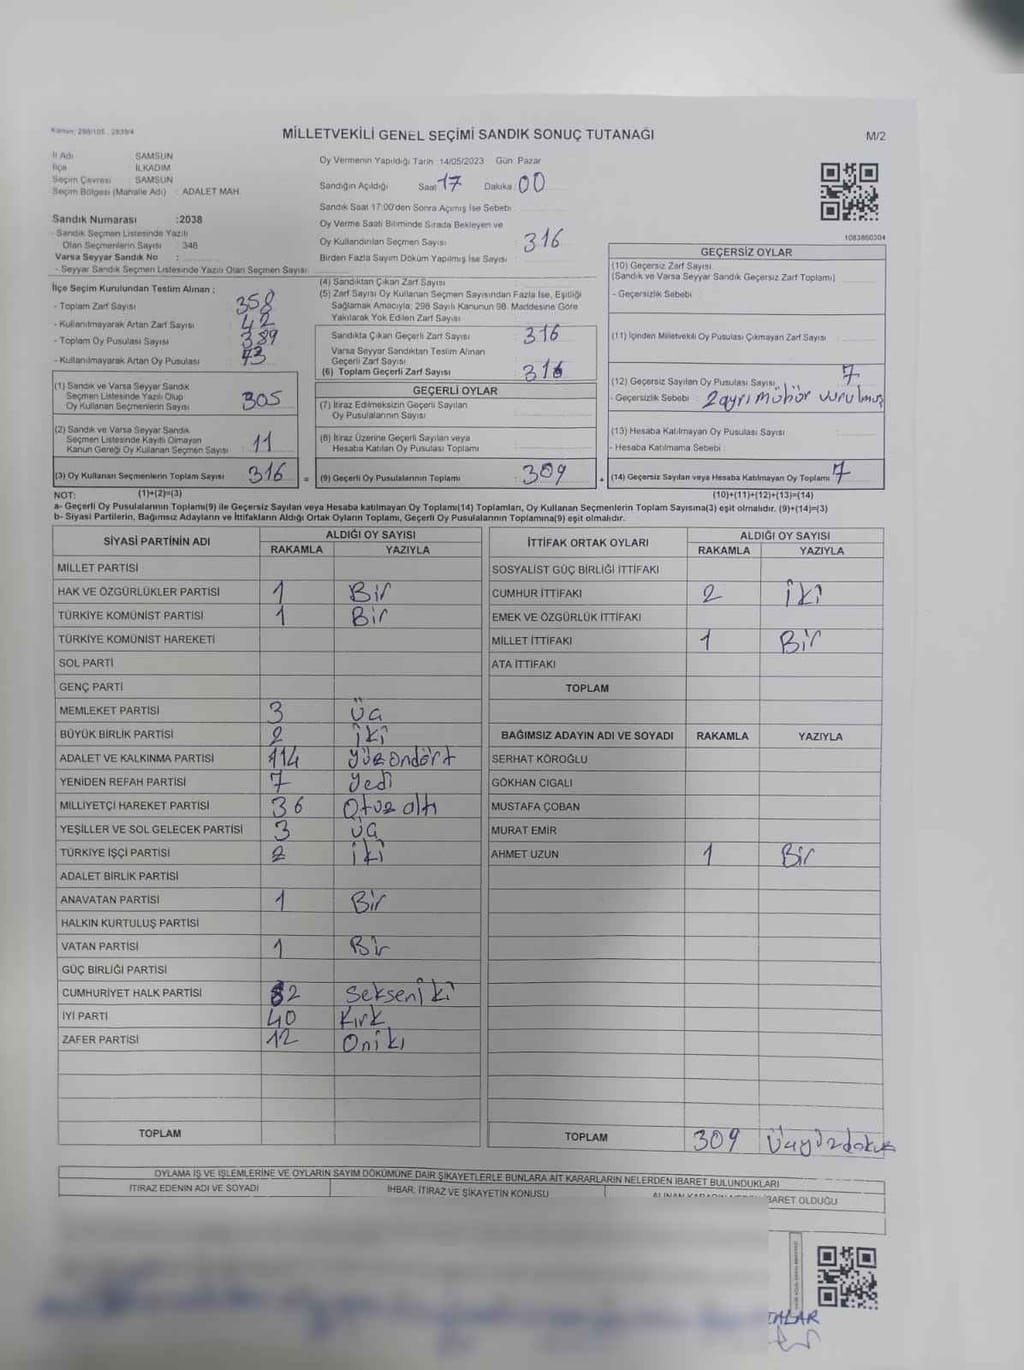 Kanun: 298/105, 2839/4
MİLLETVEKİLİ GENEL SEÇİMİ SANDIK SONUÇ TUTANAĞI
M/2
İl Adı SAMSUN
İlçe İLKADIM
Seçim Çevresi SAMSUN
Seçim Bölgesi (Mahalle Adı) : ADALET MAH.
Sandık Numarası :2038
- Sandık Seçmen Listesinde Yazılı
Olan Seçmenlerin Sayısı : 346
Varsa Seyyar Sandık No :
- Seyyar Sandık Seçmen Listesinde Yazılı Olan Seçmen Sayısı
Oy Vermenin Yapıldığı Tarih :14/05/2023 Gün: Pazar
Sandığın Açıldığı Saat 17 Dakika: 00
Sandık Saat 17:00'den Sonra Açımış İse Sebebi
Oy Verme Saati Bitiminde Sırada Bekleyen ve
Oy Kullandırılan Seçmen Sayısı 316
Birden Fazla Sayım Döküm Yapılmış İse Sayısı
1083860304
İlçe Seçim Kurulundan Teslim Alınan :
- Toplam Zarf Sayısı 358
- Kullanılmayarak Artan Zarf Sayısı 42
- Toplam Oy Pusulası Sayısı 389
- Kullanılmayarak Artan Oy Pusulası 73
(1) Sandık ve Varsa Seyyar Sandık
Seçmen Listesinde Yazılı Olup
Oy Kullanan Seçmenlerin Sayısı 305
(2) Sandık ve Varsa Seyyar Sandık
Seçmen Listesinde Kayıtlı Olmayan
Kanun Gereği Oy Kullanan Seçmen Sayısı 11
(3) Oy Kullanan Seçmenlerin Toplam Sayısı 316
(4) Sandıktan Çıkan Zarf Sayısı
(5) Zarf Sayısı Oy Kullanan Seçmen Sayısından Fazla İse, Eşitliği
Sağlamak Amacıyla; 298 Sayılı Kanunun 98. Maddesine Göre
Yakılarak Yok Edilen Zarf Sayısı
Sandıkta Çıkan Geçerli Zarf Sayısı 316
Varsa Seyyar Sandıktan Teslim Alınan
Geçerli Zarf Sayısı
(6) Toplam Geçerli Zarf Sayısı 316
GEÇERLİ OYLAR
(7) İtiraz Edilmeksizin Geçerli Sayılan
Oy Pusulalarının Sayısı
(8) İtiraz Üzerine Geçerli Sayılan veya
Hesaba Katılan Oy Pusulası Toplamı
= (9) Geçerli Oy Pusulalarının Toplamı : 309
GEÇERSİZ OYLAR
(10) Geçersiz Zarf Sayısı
(Sandık ve Varsa Seyyar Sandık Geçersiz Zarf Toplamı)
- Geçersizlik Sebebi
(11) İçinden Milletvekili Oy Pusulası Çıkmayan Zarf Sayısı
(12) Geçersiz Sayılan Oy Pusulası Sayısı 7
- Geçersizlik Sebebi 2 ayrı mühür vurulmuş
(13) Hesaba Katılmayan Oy Pusulası Sayısı
- Hesaba Katılmama Sebebi :
+ (14) Geçersiz Sayılan veya Hesaba Katılmayan Oy Toplamı 7
NOT: (1)+(2)=(3) (10)+(11)+(12)+(13)=(14)
a- Geçerli Oy Pusulalarının Toplamı(9) ile Geçersiz Sayılan veya Hesaba katılmayan Oy Toplamı(14) Toplamları, Oy Kullanan Seçmenlerin Toplam Sayısına(3) eşit olmalıdır. (9)+(14)=(3)
b- Siyasi Partilerin, Bağımsız Adayların ve İttifakların Aldığı Ortak Oyların Toplamı, Geçerli Oy Pusulalarının Toplamına(9) eşit olmalıdır.
SİYASİ PARTİNİN ADI ALDIĞI OY SAYISI
RAKAMLA YAZIYLA
MİLLET PARTİSİ
HAK VE ÖZGÜRLÜKLER PARTİSİ 1 Bir
TÜRKİYE KOMÜNİST PARTİSİ 1 Bir
TÜRKİYE KOMÜNİST HAREKETİ
SOL PARTİ
GENÇ PARTİ
MEMLEKET PARTİSİ 3 Üç
BÜYÜK BİRLİK PARTİSİ 2 İki
ADALET VE KALKINMA PARTİSİ 114 Yüzondört
YENİDEN REFAH PARTİSİ 7 Yedi
MİLLİYETÇİ HAREKET PARTİSİ 36 Otuz altı
YEŞİLLER VE SOL GELECEK PARTİSİ 3 Üç
TÜRKİYE İŞÇİ PARTİSİ 2 İki
ADALET BİRLİK PARTİSİ
ANAVATAN PARTİSİ 1 Bir
HALKIN KURTULUŞ PARTİSİ
VATAN PARTİSİ 1 Bir
GÜÇ BİRLİĞİ PARTİSİ
CUMHURİYET HALK PARTİSİ 82 Sekseniki
İYİ PARTİ 40 Kırk
ZAFER PARTİSİ 12 Oniki
TOPLAM
İTTİFAK ORTAK OYLARI ALDIĞI OY SAYISI
RAKAMLA YAZIYLA
SOSYALİST GÜÇ BİRLİĞİ İTTİFAKI
CUMHUR İTTİFAKI 2 İki
EMEK VE ÖZGÜRLÜK İTTİFAKI
MİLLET İTTİFAKI 1 Bir
ATA İTTİFAKI
TOPLAM
BAĞIMSIZ ADAYIN ADI VE SOYADI RAKAMLA YAZIYLA
SERHAT KÖROĞLU
GÖKHAN CIGALI
MUSTAFA ÇOBAN
MURAT EMİR
AHMET UZUN 1 Bir
TOPLAM 309 Üçyüzdokuz
OYLAMA İŞ VE İŞLEMLERİNE VE OYLARIN SAYIM DÖKÜMÜNE DAİR ŞİKAYETLERLE BUNLARA AİT KARARLARIN NELERDEN İBARET BULUNDUKLARI
İTİRAZ EDENİN ADI VE SOYADI İHBAR, İTİRAZ VE ŞİKAYETİN KONUSU İBARET OLDUĞU